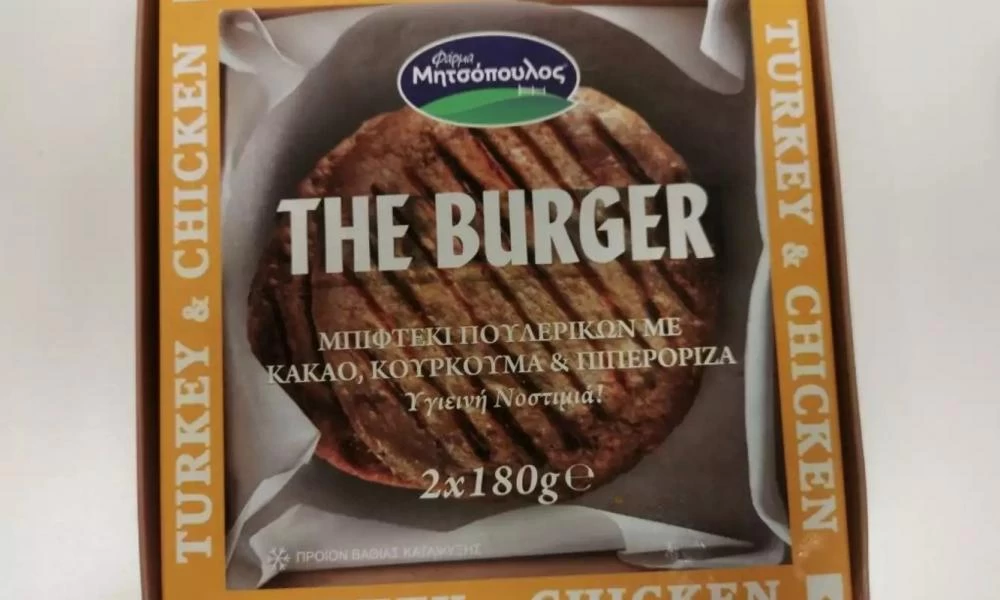 φάρμα
Μητσόπουλος
THE BURGER
ΜΠΙΦΤΕΚΙ ΠΟΥΛΕΡΙΚΩΝ ΜΕ
ΚΑΚΑΟ, ΚΟΥΡΚΟΥΜΑ & ΠΙΠΕΡΟΡΙΖΑ
Υγιεινή Νοστιμιά!
2x180g℮
ΠΡΟΪΟΝ ΒΑΘΙΑΣ ΚΑΤΑΨΥΞΗΣ
TURKEY & CHICKEN
TURKEY & CHICKEN
CHICKEN